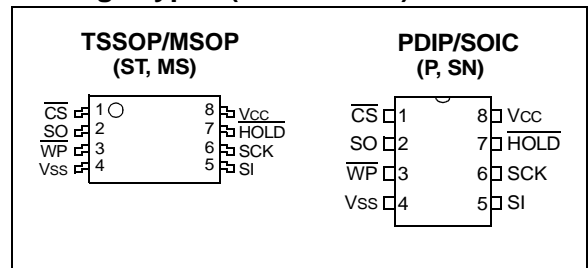 TSSOP/MSOP
(ST, MS)
CS 1 8 Vcc
SO 2 7 HOLD
WP 3 6 SCK
Vss 4 5 SI
PDIP/SOIC
(P, SN)
CS 1 8 Vcc
SO 2 7 HOLD
WP 3 6 SCK
Vss 4 5 SI